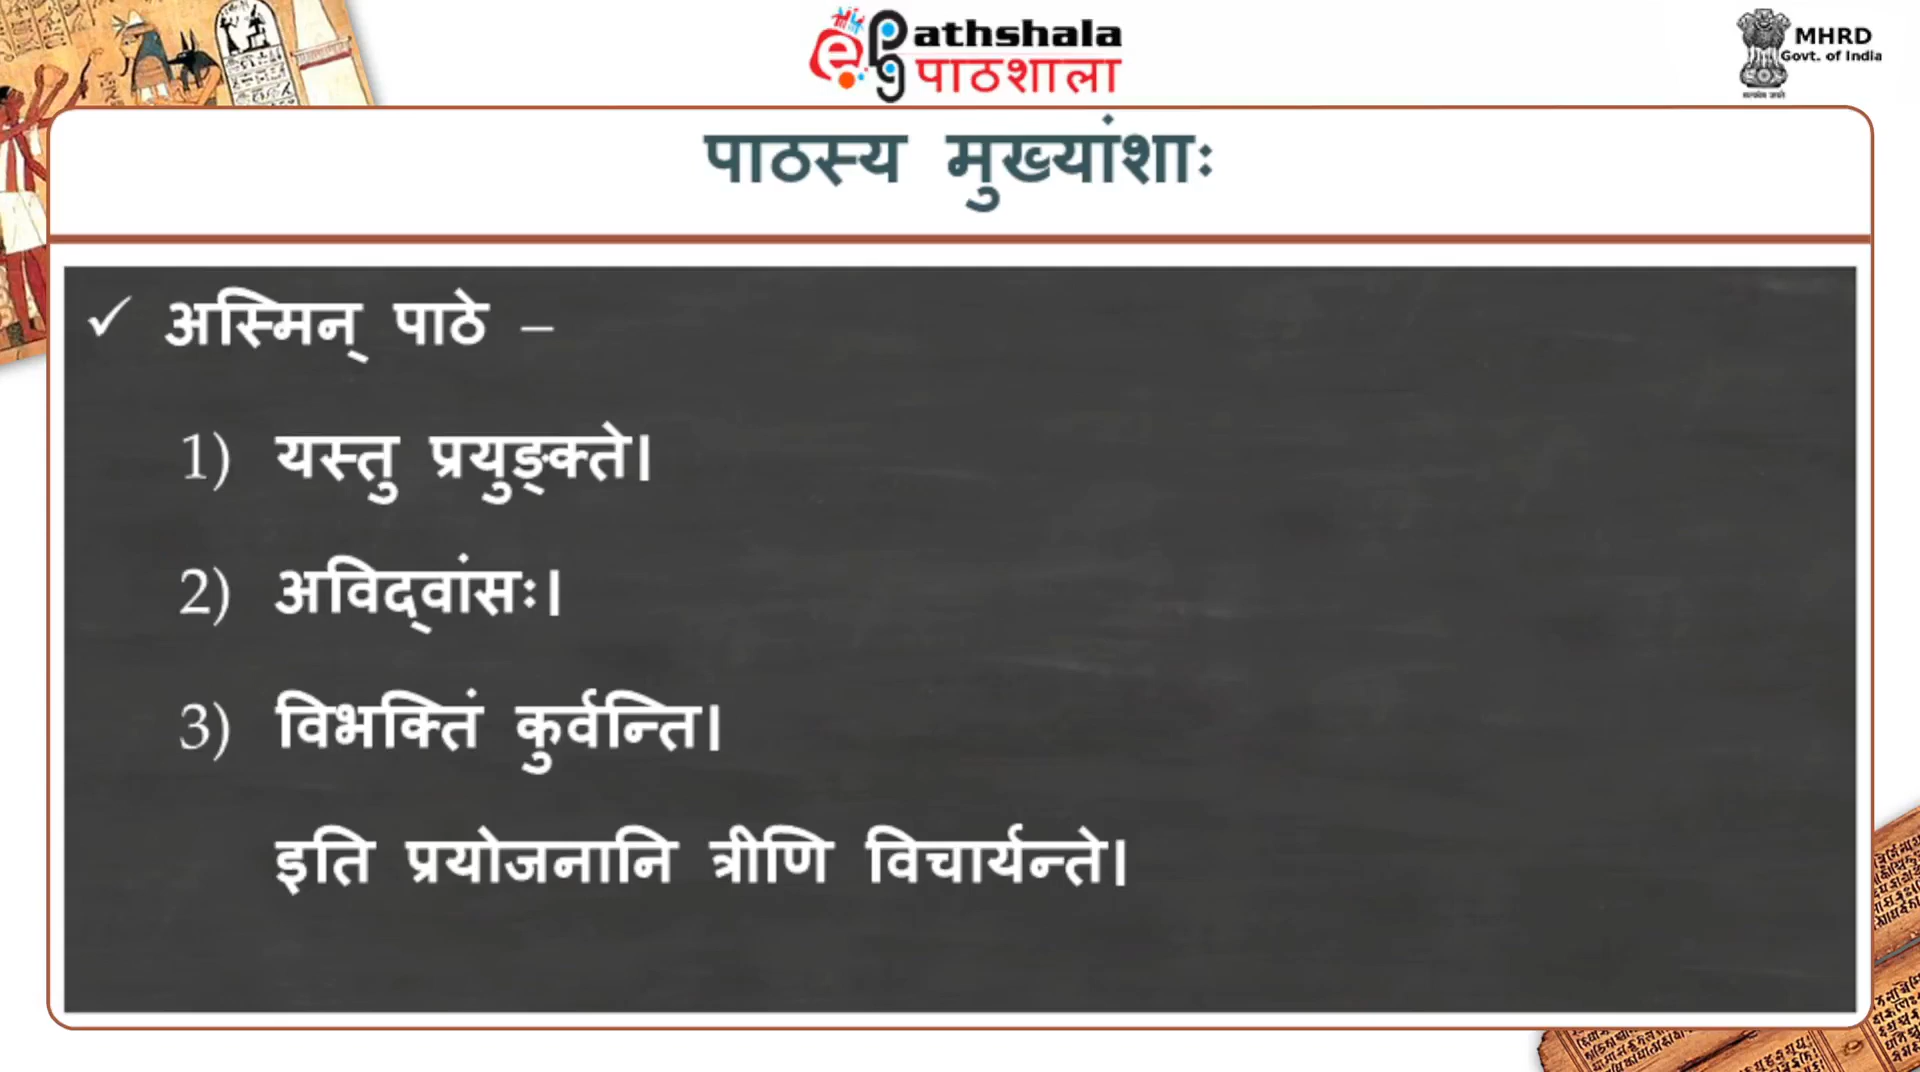 ePathshala
पाठशाला
MHRD
Govt. of India
पाठस्य मुख्यांशाः
✓ अस्मिन् पाठे –
1) यस्तु प्रयुङ्क्ते।
2) अविद्वांसः।
3) विभक्तिं कुर्वन्ति।
इति प्रयोजनानि त्रीणि विचार्यन्ते।